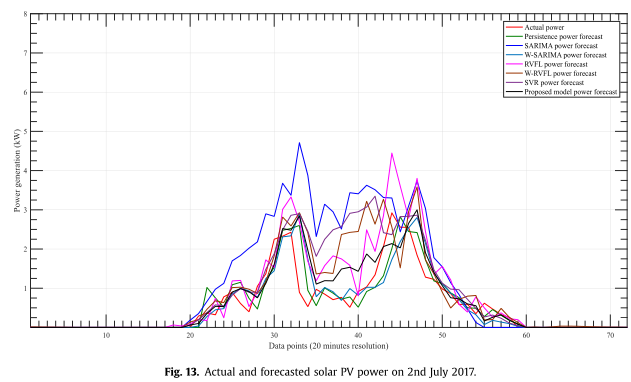 8
7
6
5
4
3
2
1
Power generation (kW)
Actual power
Persistence power forecast
SARIMA power forecast
W-SARIMA power forecast
RVFL power forecast
W-RVFL power forecast
SVR power forecast
Proposed model power forecast
10 20 30 40 50 60 70
Data points (20 minutes resolution)
Fig. 13. Actual and forecasted solar PV power on 2nd July 2017.